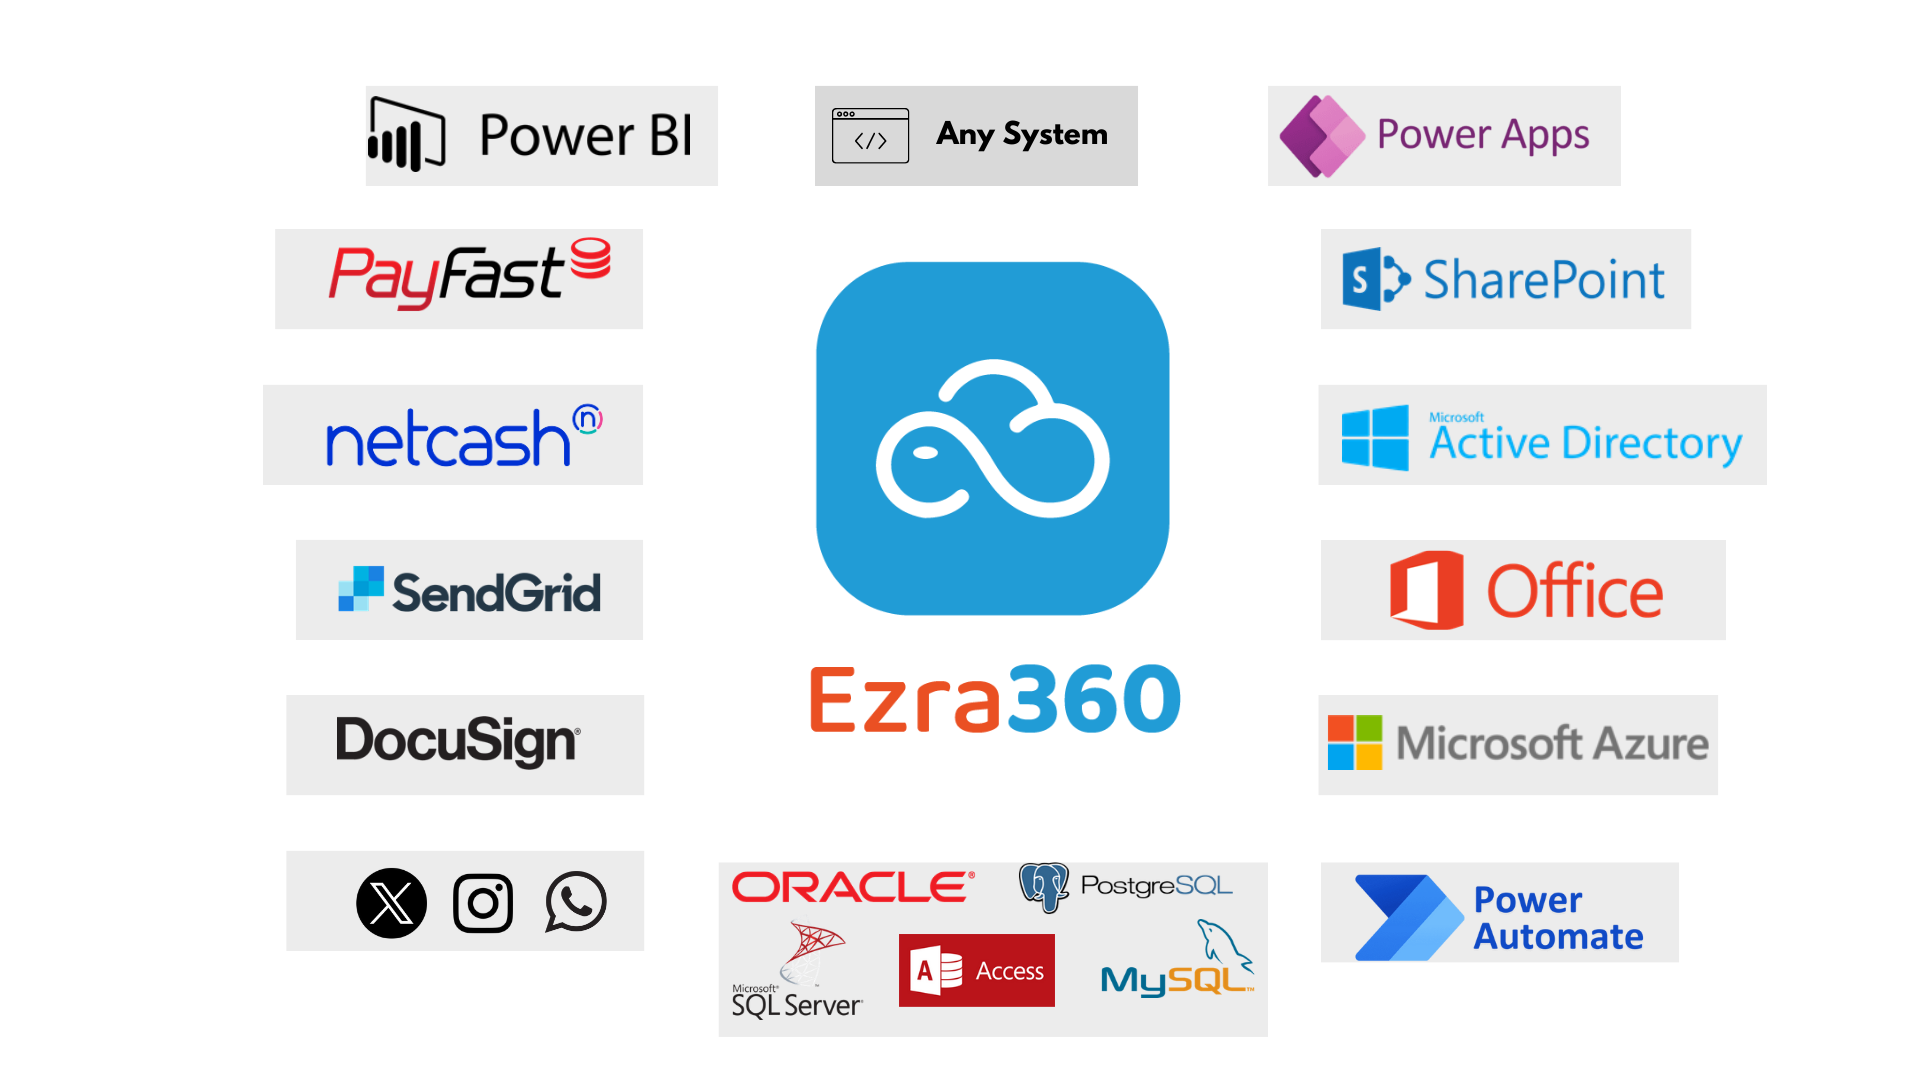 Power BI
</>
Any System
Power Apps
PayFast
S SharePoint
netcash n
Microsoft
Active Directory
SendGrid
Office
Ezra360
DocuSign®
Microsoft Azure
ORACLE®
PostgreSQL
Power
Automate
Microsoft®
SQL Server®
A Access
MySQL™